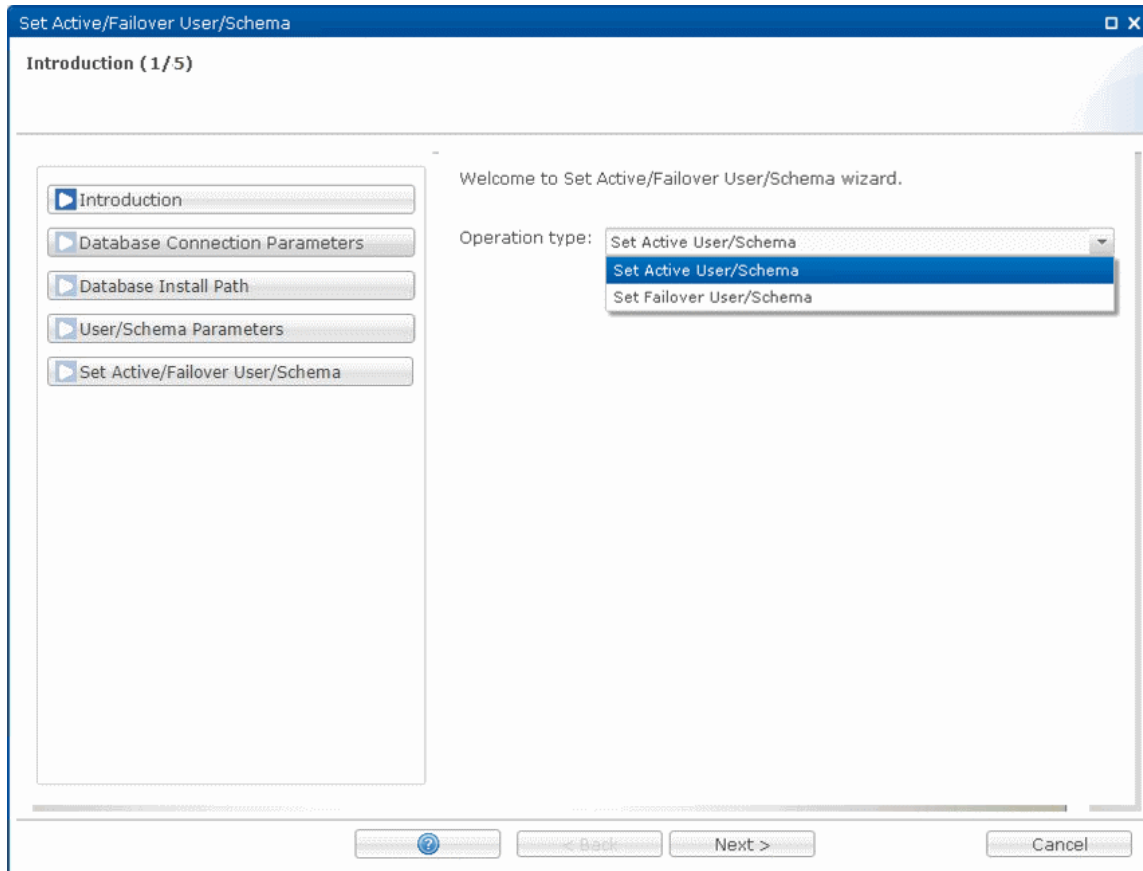 Set Active/Failover User/Schema
Introduction (1/5)
Introduction
Database Connection Parameters
Database Install Path
User/Schema Parameters
Set Active/Failover User/Schema
Welcome to Set Active/Failover User/Schema wizard.
Operation type: Set Active User/Schema
Set Active User/Schema
Set Failover User/Schema
< Back Next > Cancel